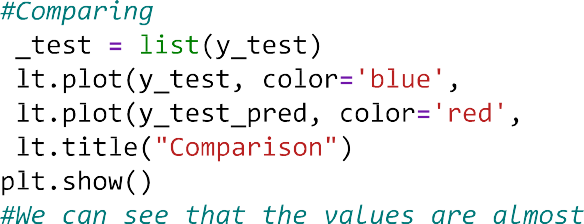 #Comparing
_test = list(y_test)
lt.plot(y_test, color='blue',
lt.plot(y_test_pred, color='red',
lt.title("Comparison")
plt.show()
#We can see that the values are almost